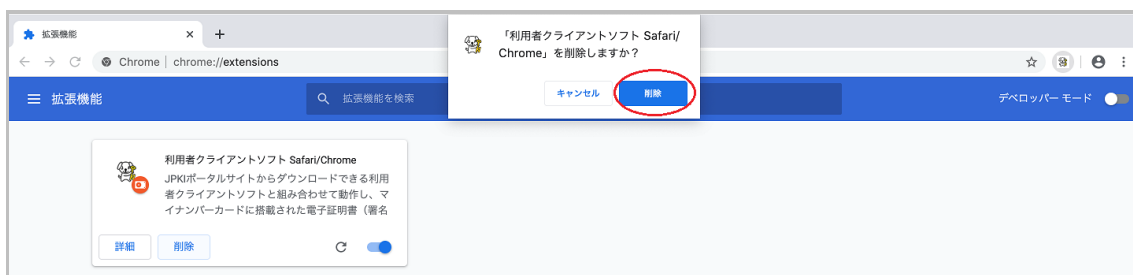 拡張機能
「利用者クライアントソフト Safari/
Chrome」を削除しますか？
キャンセル
削除
Chrome | chrome://extensions
拡張機能
拡張機能を検索
デベロッパー モード
利用者クライアントソフト Safari/Chrome
JPKIポータルサイトからダウンロードできる利用
者クライアントソフトと組み合わせて動作し、マ
イナンバーカードに搭載された電子証明書（署名
詳細
削除